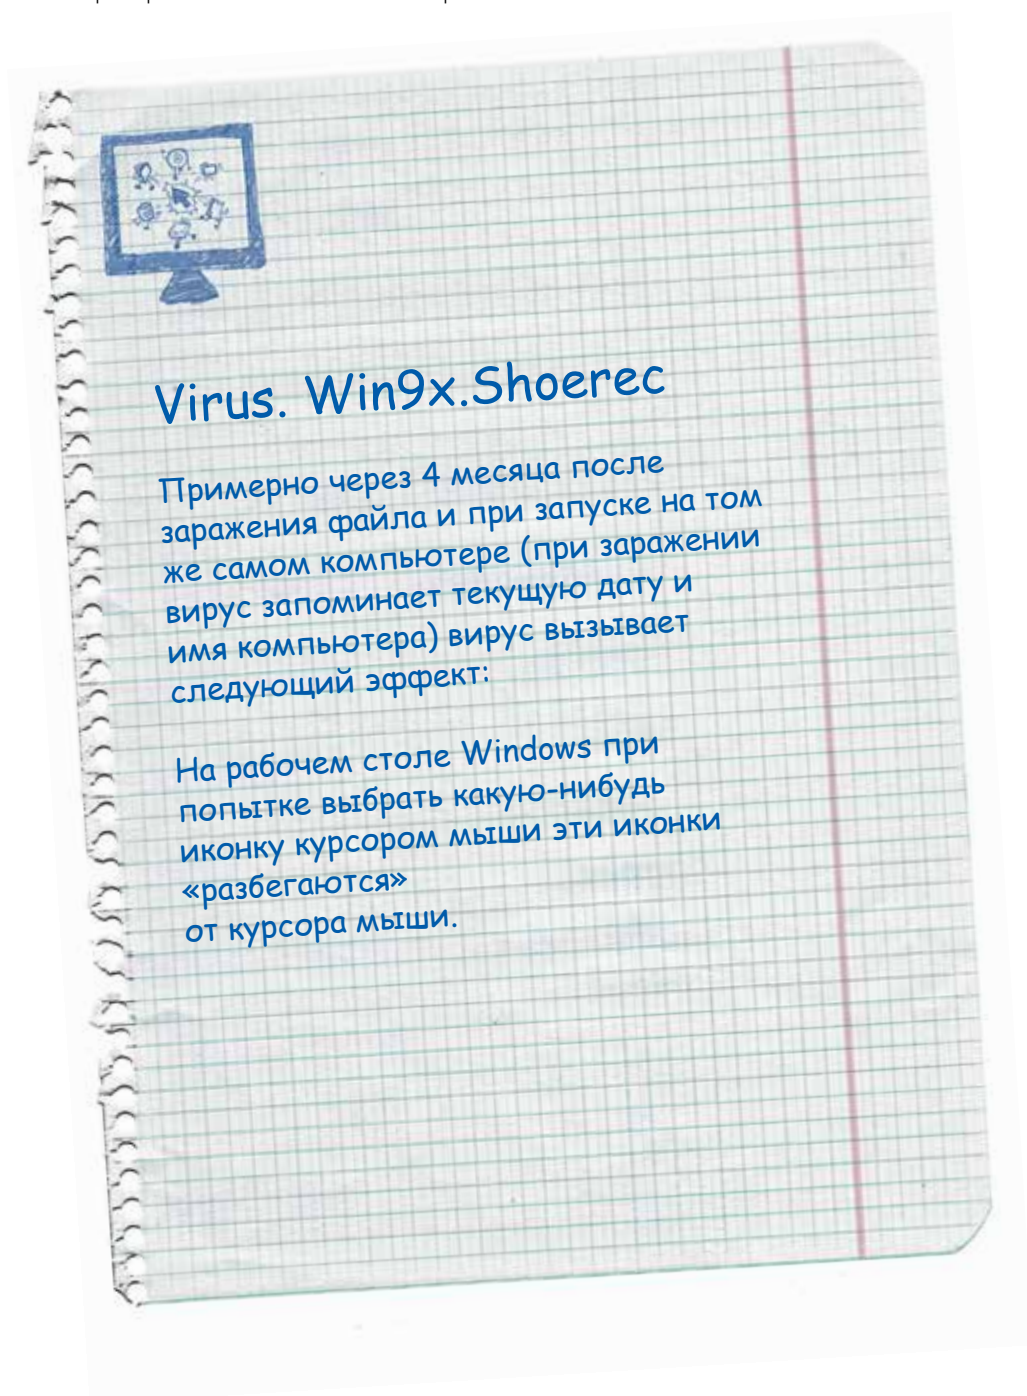 Virus. Win9x.Shoerec
Примерно через 4 месяца после
заражения файла и при запуске на том
же самом компьютере (при заражении
вирус запоминает текущую дату и
имя компьютера) вирус вызывает
следующий эффект:
На рабочем столе Windows при
попытке выбрать какую-нибудь
иконку курсором мыши эти иконки
«разбегаются»
от курсора мыши.